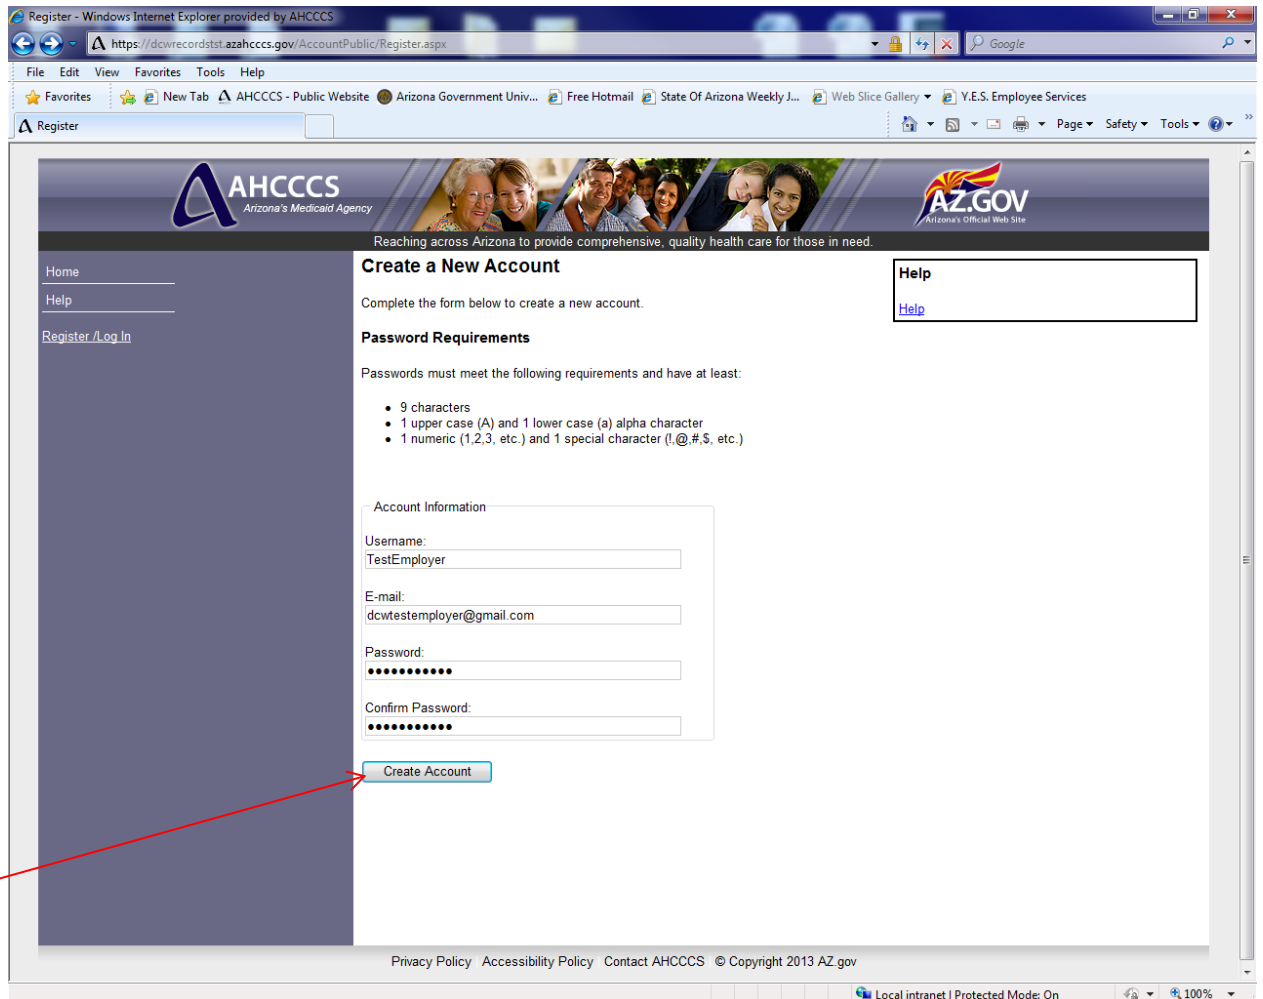 Register - Windows Internet Explorer provided by AHCCCS
https://dcwrecordstst.azahcccs.gov/AccountPublic/Register.aspx
Google
File Edit View Favorites Tools Help
Favorites New Tab AHCCCS - Public Website Arizona Government Univ... Free Hotmail State Of Arizona Weekly J... Web Slice Gallery Y.E.S. Employee Services
Register
Page Safety Tools
AHCCCS
Arizona's Medicaid Agency
AZ.GOV
Arizona's Official Web Site
Reaching across Arizona to provide comprehensive, quality health care for those in need.
Home
Help
Register /Log In
Create a New Account
Complete the form below to create a new account.
Password Requirements
Passwords must meet the following requirements and have at least:
• 9 characters
• 1 upper case (A) and 1 lower case (a) alpha character
• 1 numeric (1,2,3, etc.) and 1 special character (!,@,#,$, etc.)
Help
Help
Account Information
Username:
TestEmployer
E-mail:
dcwtestemployer@gmail.com
Password:
•••••••••••
Confirm Password:
•••••••••••
Create Account
Privacy Policy Accessibility Policy Contact AHCCCS © Copyright 2013 AZ.gov
Local intranet | Protected Mode: On
100%